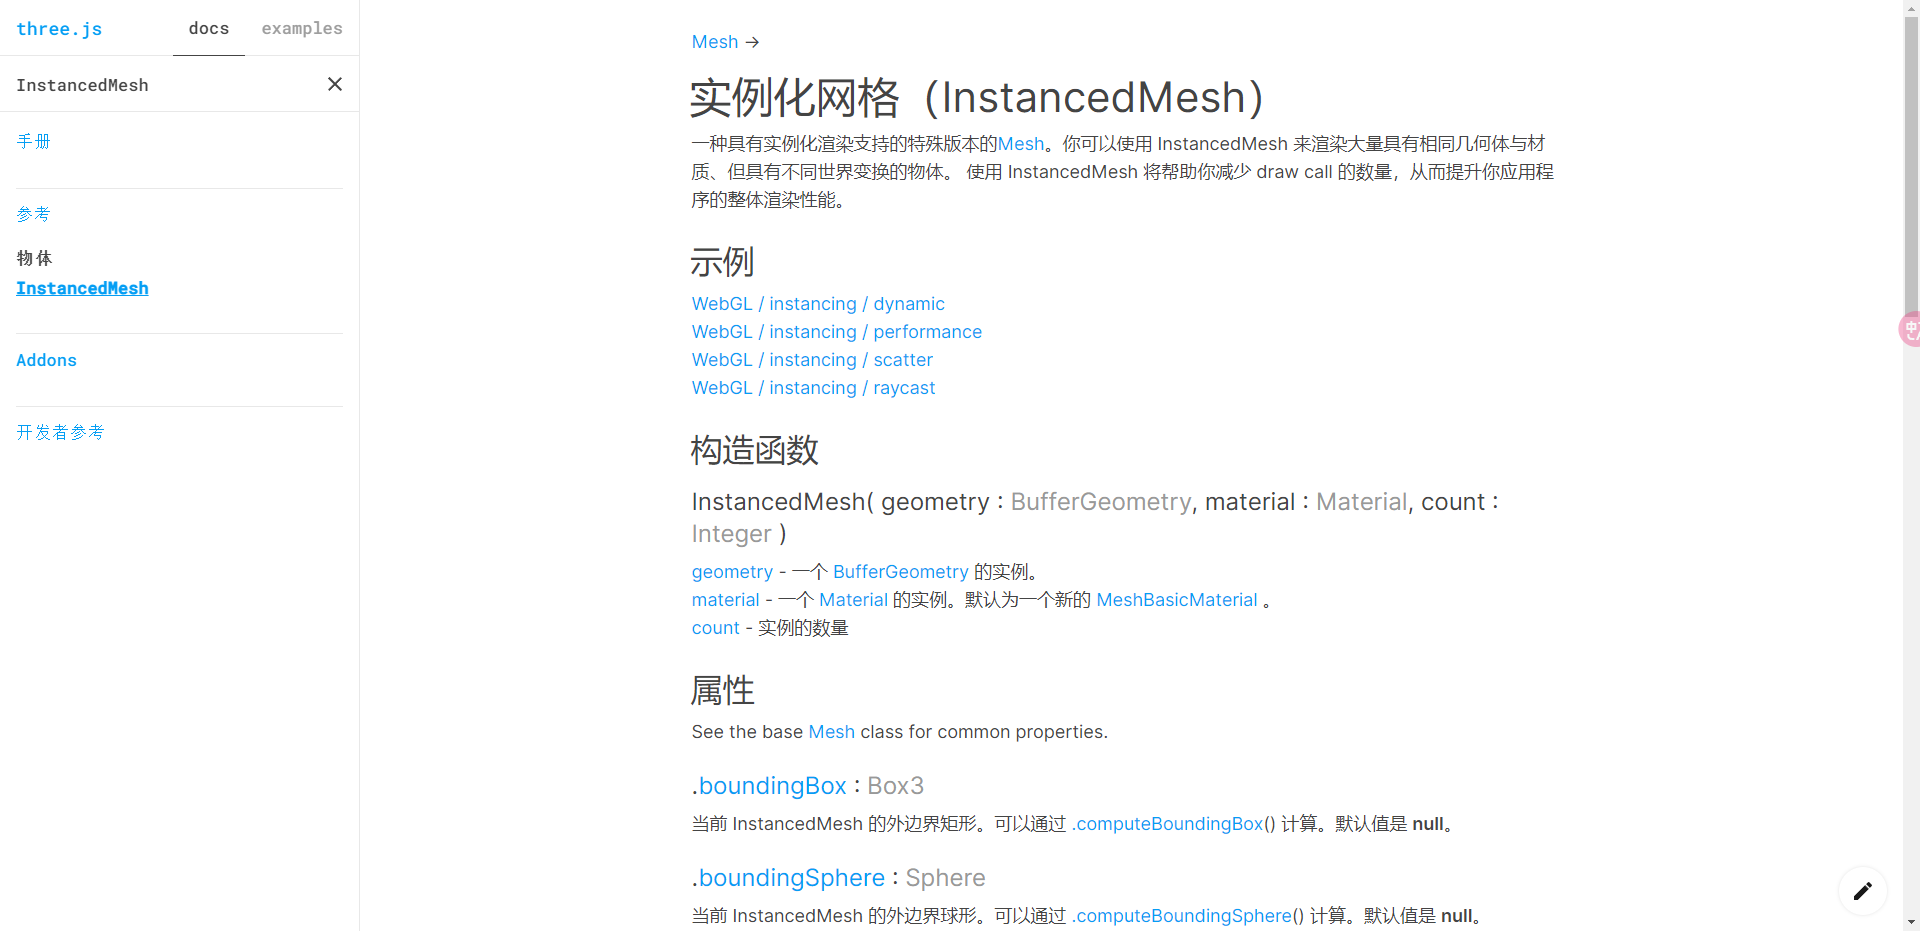 three.js
docs
examples
InstancedMesh
手册
参考
物体
InstancedMesh
Addons
开发者参考
Mesh →
实例化网格（InstancedMesh）
一种具有实例化渲染支持的特殊版本的Mesh。你可以使用 InstancedMesh 来渲染大量具有相同几何体与材
质、但具有不同世界变换的物体。 使用 InstancedMesh 将帮助你减少 draw call 的数量，从而提升你应用程
序的整体渲染性能。
示例
WebGL / instancing / dynamic
WebGL / instancing / performance
WebGL / instancing / scatter
WebGL / instancing / raycast
构造函数
InstancedMesh( geometry : BufferGeometry, material : Material, count :
Integer )
geometry - 一个 BufferGeometry 的实例。
material - 一个 Material 的实例。默认为一个新的 MeshBasicMaterial 。
count - 实例的数量
属性
See the base Mesh class for common properties.
.boundingBox : Box3
当前 InstancedMesh 的外边界矩形。可以通过 .computeBoundingBox() 计算。默认值是 null。
.boundingSphere : Sphere
当前 InstancedMesh 的外边界球形。可以通过 .computeBoundingSphere() 计算。默认值是 null。
中